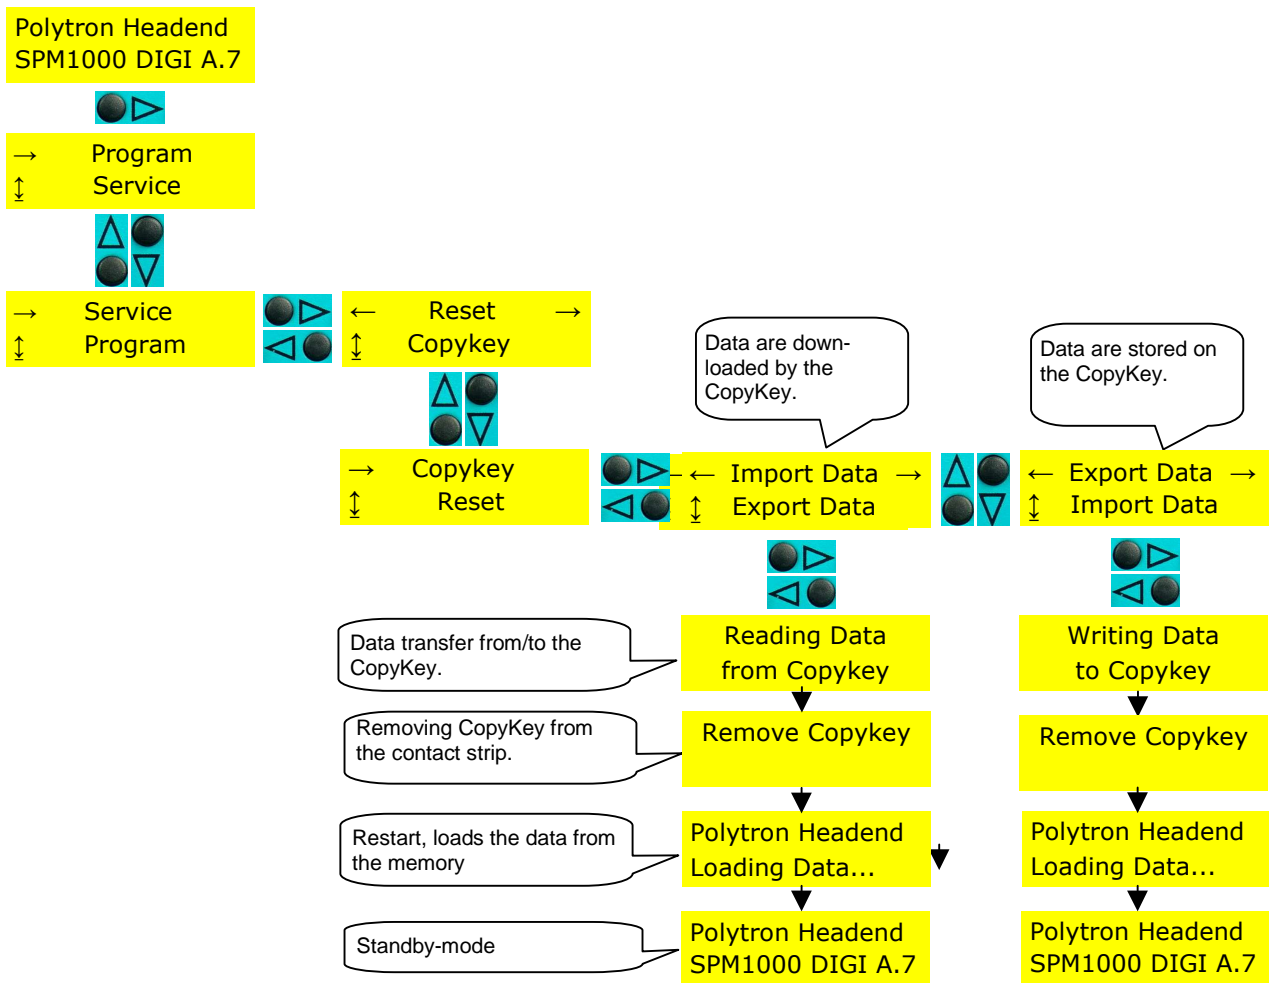 Polytron Headend
SPM1000 DIGI A.7
→ Program
↨ Service
→ Service
↨ Program
← Reset →
↨ Copykey
Data are down-
loaded by the
CopyKey.
Data are stored on
the CopyKey.
→ Copykey
↨ Reset
← Import Data →
↨ Export Data
← Export Data →
↨ Import Data
Data transfer from/to the
CopyKey.
Reading Data
from Copykey
Writing Data
to Copykey
Removing CopyKey from
the contact strip.
Remove Copykey
Remove Copykey
Restart, loads the data from
the memory
Polytron Headend
Loading Data...
Polytron Headend
Loading Data...
Standby-mode
Polytron Headend
SPM1000 DIGI A.7
Polytron Headend
SPM1000 DIGI A.7